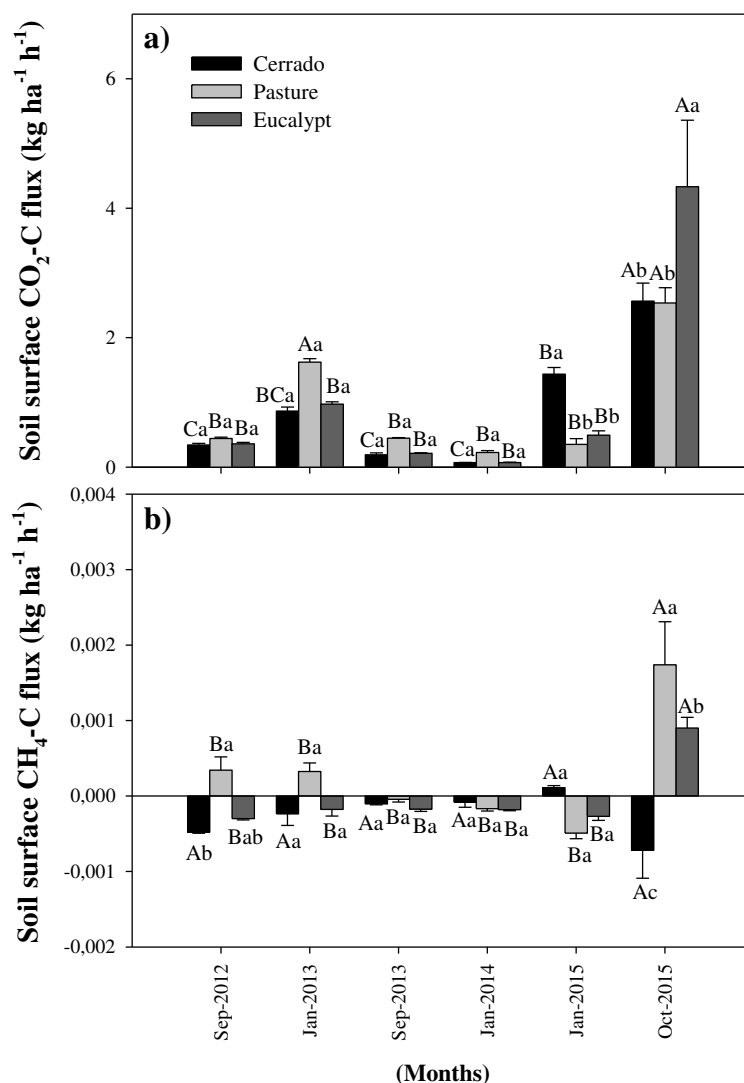 a)
Cerrado
Pasture
Eucalypt
Soil surface CO2-C flux (kg ha-1 h-1)
6
4
2
0
Ca Ba Ba
BCa Aa Ba
Ca Ba Ba
Ca Ba Ba
Ba Bb Bb
Ab Ab Aa
b)
Soil surface CH4-C flux (kg ha-1 h-1)
0,004
0,003
0,002
0,001
0,000
-0,001
-0,002
Ab Ba Bab
Aa Ba Ba
Aa Ba Ba
Aa Ba Ba
Aa Ba Ba
Ac Aa Ab
Sep-2012
Jan-2013
Sep-2013
Jan-2014
Jan-2015
Oct-2015
(Months)